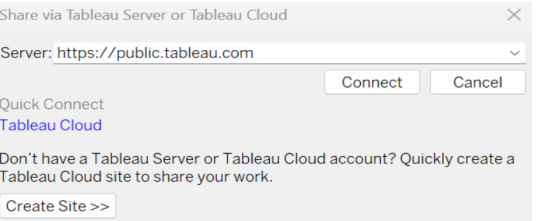 Share via Tableau Server or Tableau Cloud
Server: https://public.tableau.com
Connect Cancel
Quick Connect
Tableau Cloud
Don't have a Tableau Server or Tableau Cloud account? Quickly create a
Tableau Cloud site to share your work.
Create Site >>